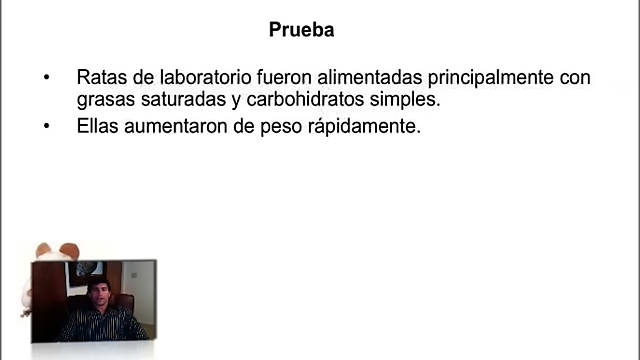 Prueba
• Ratas de laboratorio fueron alimentadas principalmente con
grasas saturadas y carbohidratos simples.
• Ellas aumentaron de peso rápidamente.